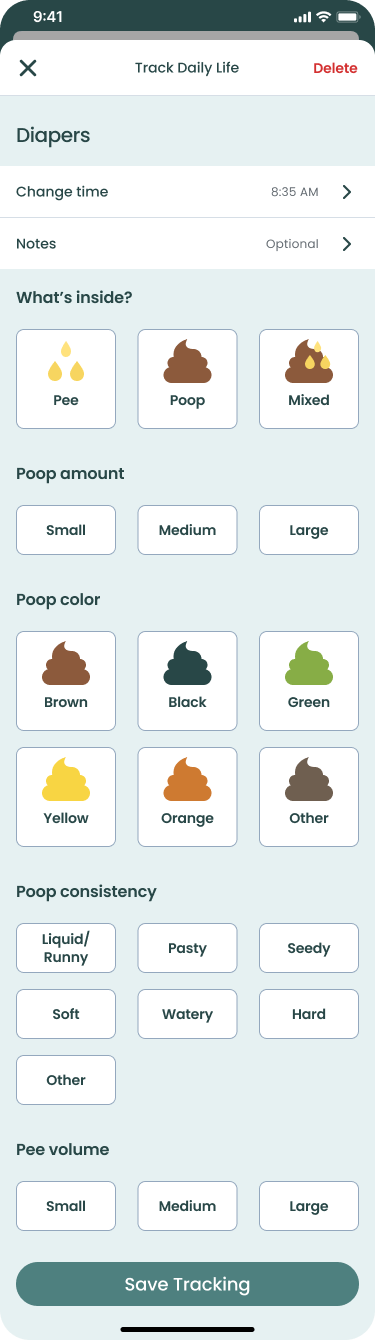 9:41
Track Daily Life
Delete
Diapers
Change time
8:35 AM
Notes
Optional
What's inside?
Pee
Poop
Mixed
Poop amount
Small
Medium
Large
Poop color
Brown
Black
Green
Yellow
Orange
Other
Poop consistency
Liquid/
Runny
Pasty
Seedy
Soft
Watery
Hard
Other
Pee volume
Small
Medium
Large
Save Tracking